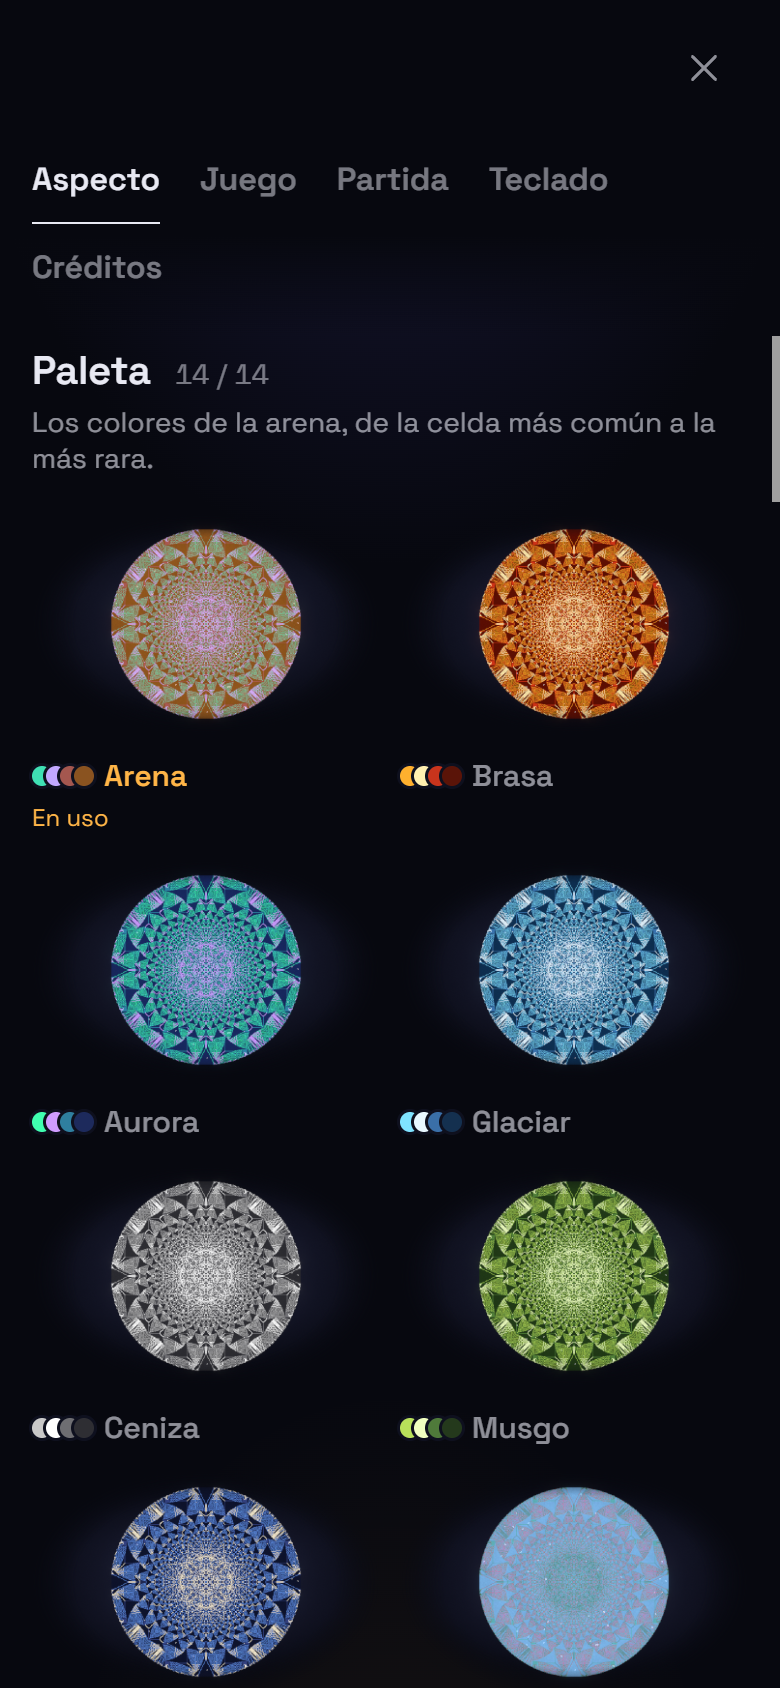 Aspecto Juego Partida Teclado
Créditos
Paleta 14 / 14
Los colores de la arena, de la celda más común a la
más rara.
Arena
En uso
Brasa
Aurora
Glaciar
Ceniza
Musgo